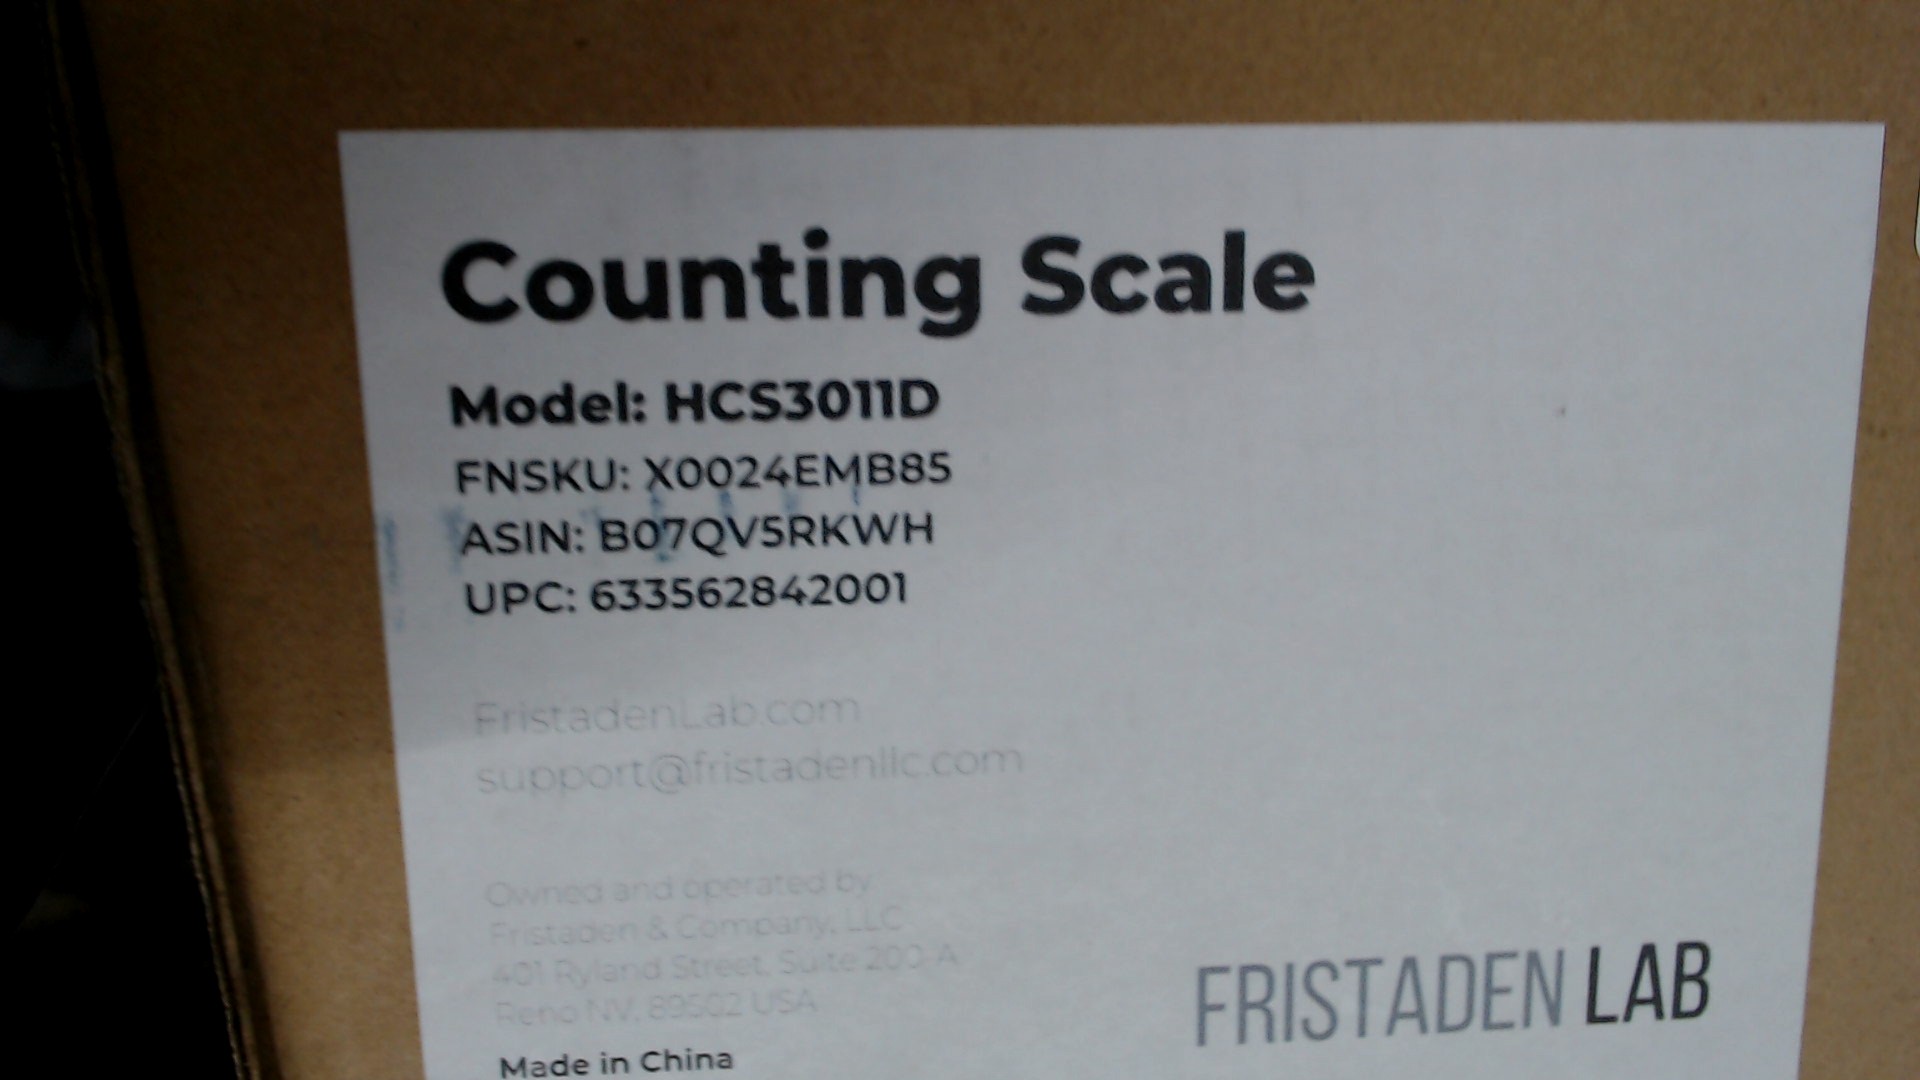 Counting Scale
Model: HCS3011D
FNSKU: X0024EMB85
ASIN: B07QV5RKWH
UPC: 633562842001
FristadenLab.com
support@fristadenllc.com
Owned and operated by
Fristaden & Company, LLC
401 Ryland Street, Suite 200-A
Reno NV, 89502 USA
Made in China
FRISTADEN LAB